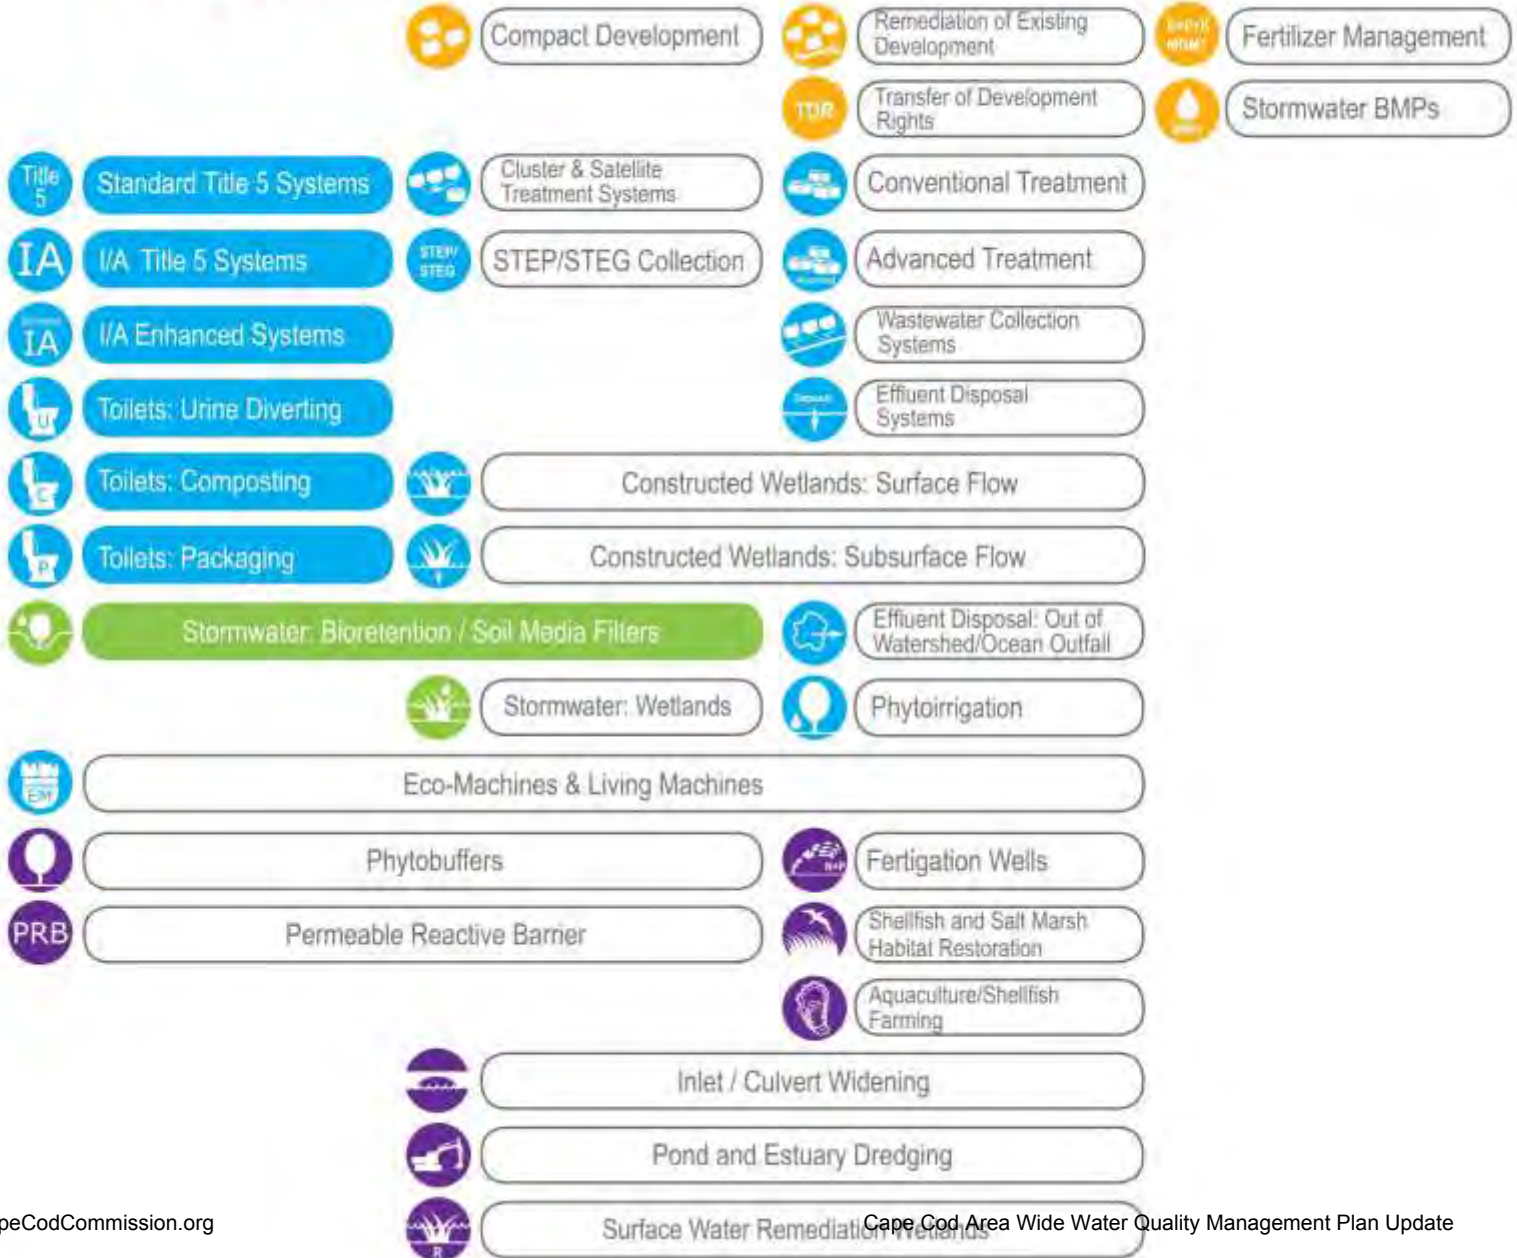 Compact Development
Remediation of Existing
Development
Fertilizer Management
TDR
Transfer of Development
Rights
Stormwater BMPs
Title
5
Standard Title 5 Systems
Cluster & Satellite
Treatment Systems
Conventional Treatment
IA
I/A Title 5 Systems
STEP/
STEG
STEP/STEG Collection
Advanced Treatment
IA
I/A Enhanced Systems
Wastewater Collection
Systems
U
Toilets: Urine Diverting
Disposal
Effluent Disposal
Systems
C
Toilets: Composting
Constructed Wetlands: Surface Flow
P
Toilets: Packaging
Constructed Wetlands: Subsurface Flow
Stormwater: Bioretention / Soil Media Filters
Effluent Disposal: Out of
Watershed/Ocean Outfall
Stormwater: Wetlands
Phytoirrigation
EM
Eco-Machines & Living Machines
Phytobuffers
Fertigation Wells
PRB
Permeable Reactive Barrier
Shellfish and Salt Marsh
Habitat Restoration
Aquaculture/Shellfish
Farming
Inlet / Culvert Widening
Pond and Estuary Dredging
R
Surface Water Remediation Wetlands
peCodCommission.org
Cape Cod Area Wide Water Quality Management Plan Update